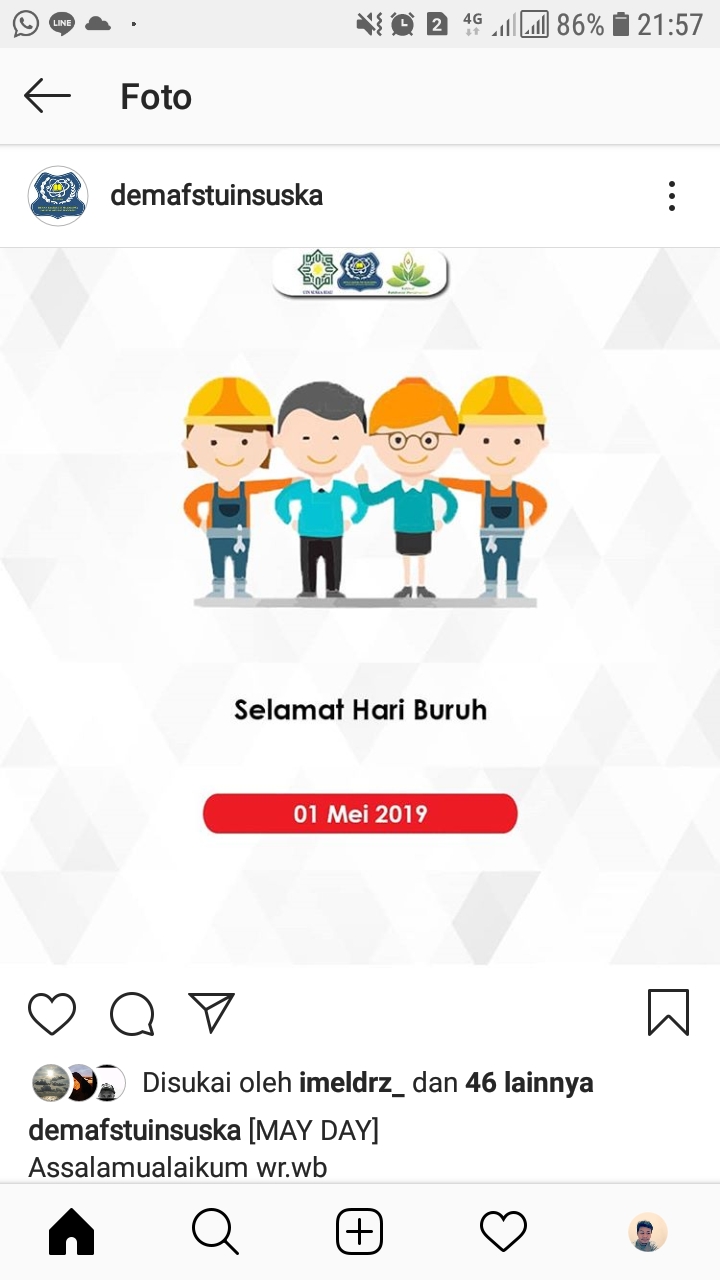 LINE
2
4G
86%
21:57
Foto
demafstuinsuska
UIN SUSKA RIAU
Selamat Hari Buruh
01 Mei 2019
Disukai oleh imeldrz_ dan 46 lainnya
demafstuinsuska [MAY DAY]
Assalamualaikum wr.wb